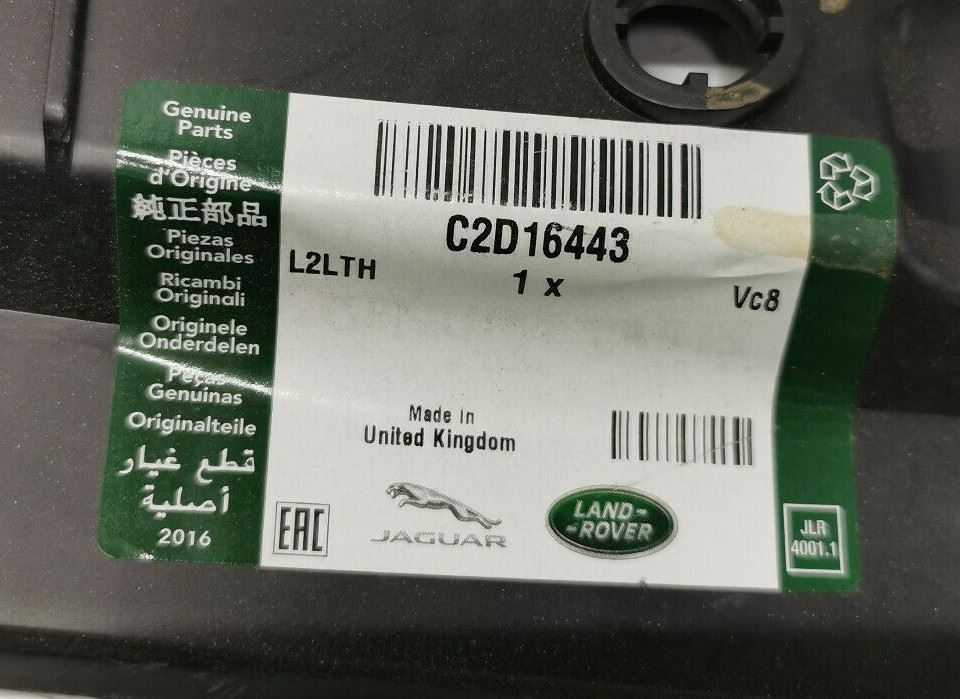 Genuine
Parts
Pièces
d'Origine
純正部品
Piezas
Originales
Ricambi
Originali
Originele
Onderdelen
Peças
Genuinas
Originalteile
قطع غيار
أصلية
2016
C2D16443
L2LTH
1 x
Vc8
Made in
United Kingdom
EAC
JAGUAR
LAND-
-ROVER
JLR
4001.1